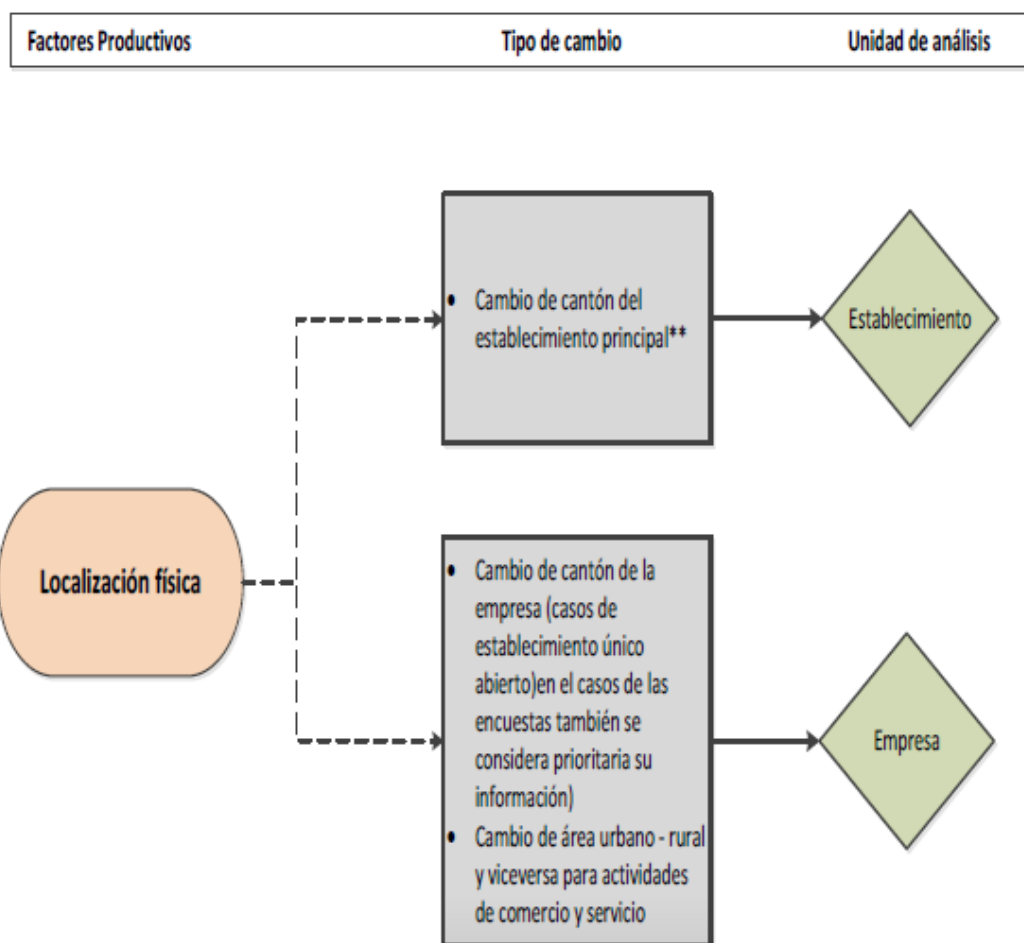 Factores Productivos
Tipo de cambio
Unidad de análisis
• Cambio de cantón del
establecimiento principal**
Establecimiento
Localización física
• Cambio de cantón de la
empresa (casos de
establecimiento único
abierto)en el casos de las
encuestas también se
considera prioritaria su
información)
• Cambio de área urbano - rural
y viceversa para actividades
de comercio y servicio
Empresa